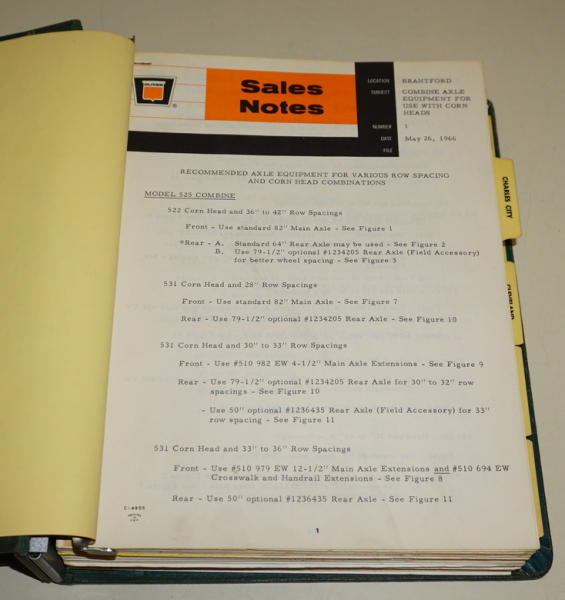 OLIVER
®
Sales
Notes
LOCATION BRANTFORD
SUBJECT COMBINE AXLE
EQUIPMENT FOR
USE WITH CORN
HEADS
NUMBER 1
DATE May 26, 1966
FILE
RECOMMENDED AXLE EQUIPMENT FOR VARIOUS ROW SPACING
AND CORN HEAD COMBINATIONS
MODEL 525 COMBINE
522 Corn Head and 36" to 42" Row Spacings
Front - Use standard 82" Main Axle - See Figure 1
*Rear - A. Standard 64" Rear Axle may be used - See Figure 2
B. Use 79-1/2" optional #1234205 Rear Axle (Field Accessory)
for better wheel spacing - See Figure 3
531 Corn Head and 28" Row Spacings
Front - Use standard 82" Main Axle - See Figure 7
Rear - Use 79-1/2" optional #1234205 Rear Axle - See Figure 10
531 Corn Head and 30" to 33" Row Spacings
Front - Use #510 982 EW 4-1/2" Main Axle Extensions - See Figure 9
Rear - Use 79-1/2" optional #1234205 Rear Axle for 30" to 32" row
spacings - See Figure 10
- Use 50" optional #1236435 Rear Axle (Field Accessory) for 33"
row spacing - See Figure 11
531 Corn Head and 33" to 36" Row Spacings
Front - Use #510 979 EW 12-1/2" Main Axle Extensions and #510 694 EW
Crosswalk and Handrail Extensions - See Figure 8
Rear - Use 50" optional #1236435 Rear Axle - See Figure 11
1
CHARLES CITY
CLEVELAND